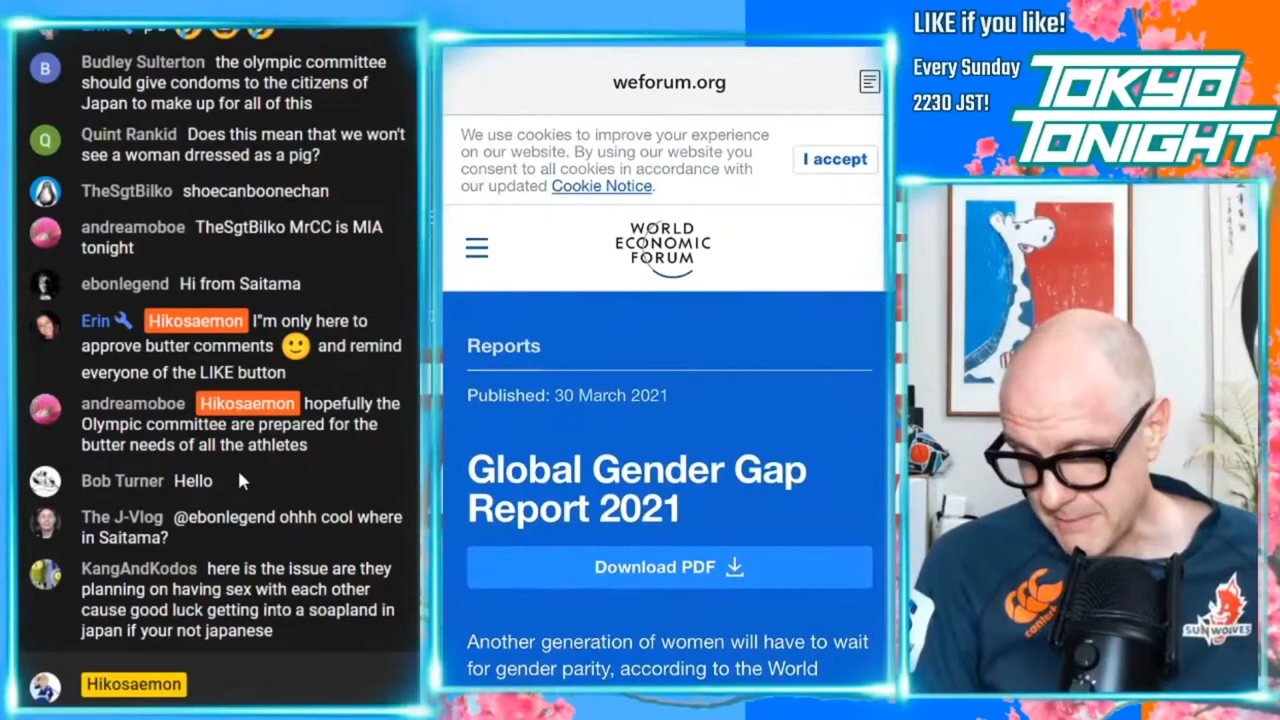 B
Budley Sulterton the olympic committee
should give condoms to the citizens of
Japan to make up for all of this
Q
Quint Rankid Does this mean that we won't
see a woman drressed as a pig?
TheSgtBilko shoecanboonechan
andreamoboe TheSgtBilko MrCC is MIA
tonight
ebonlegend Hi from Saitama
Erin Hikosaemon I"m only here to
approve butter comments 🙂 and remind
everyone of the LIKE button
andreamoboe Hikosaemon hopefully the
Olympic committee are prepared for the
butter needs of all the athletes
Bob Turner Hello
The J-Vlog @ebonlegend ohhh cool where
in Saitama?
KangAndKodos here is the issue are they
planning on having sex with each other
cause good luck getting into a soapland in
japan if your not japanese
Hikosaemon
weforum.org
We use cookies to improve your experience
on our website. By using our website you
consent to all cookies in accordance with
our updated Cookie Notice.
I accept
WORLD
ECONOMIC
FORUM
Reports
Published: 30 March 2021
Global Gender Gap
Report 2021
Download PDF
Another generation of women will have to wait
for gender parity, according to the World
LIKE if you like!
Every Sunday
2230 JST!
TOKYO
TONIGHT
SUNWOLVES